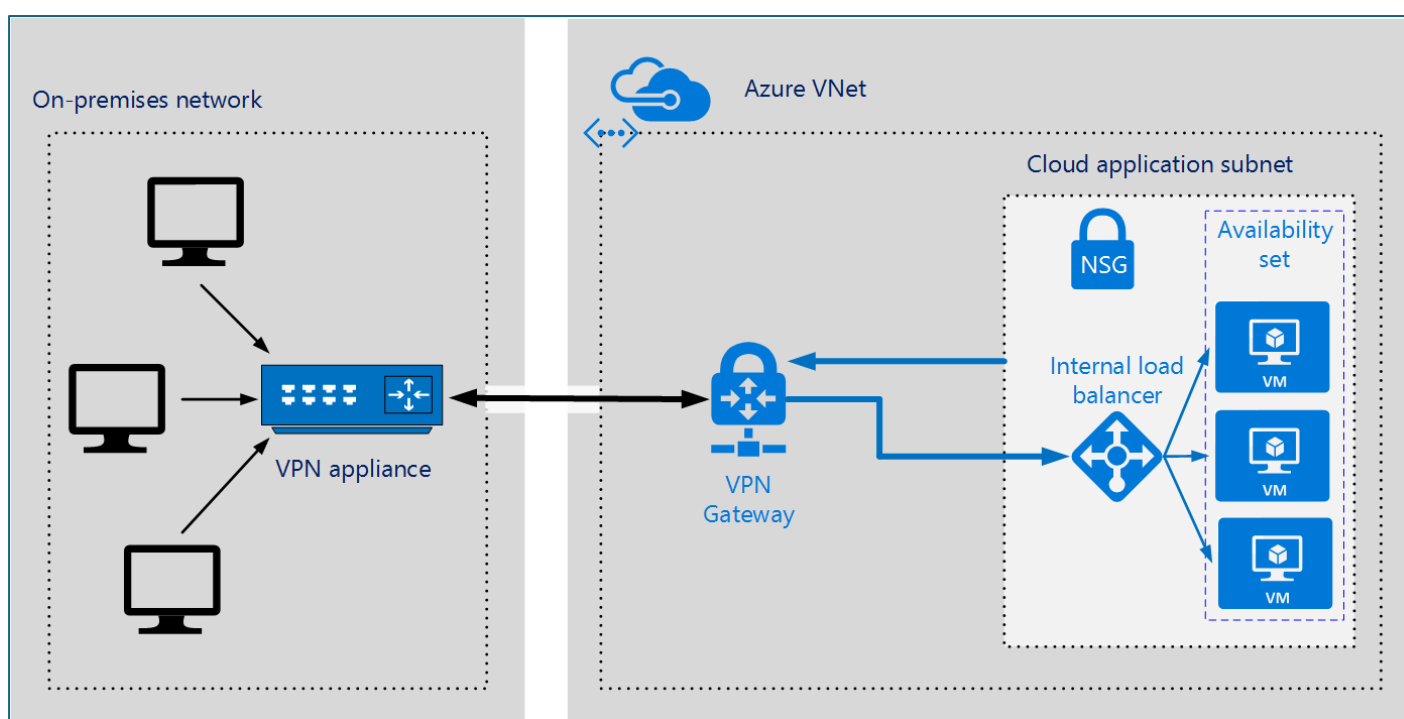 On-premises network
VPN appliance
Azure VNet
Cloud application subnet
NSG
Availability
set
Internal load
balancer
VM
VM
VM
VPN
Gateway